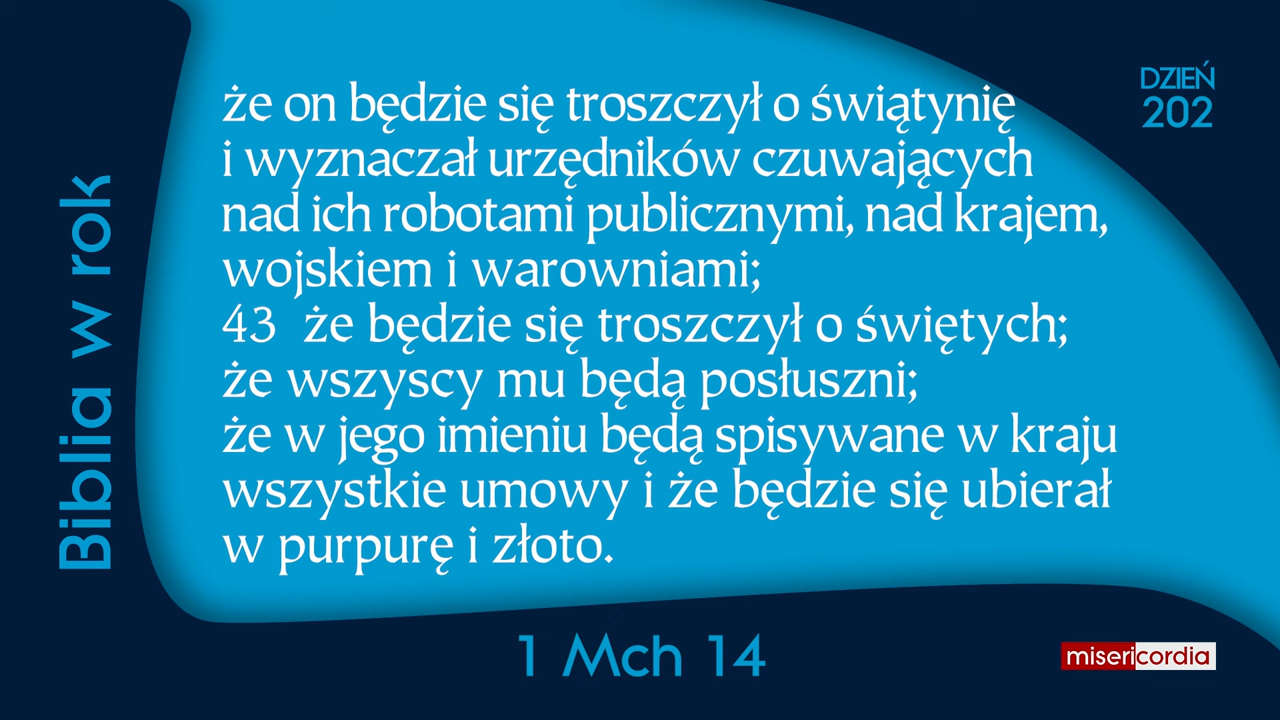 Biblia w rok
DZIEŃ
202
że on będzie się troszczył o świątynię
i wyznaczał urzędników czuwających
nad ich robotami publicznymi, nad krajem,
wojskiem i warowniami;
43 że będzie się troszczył o świętych;
że wszyscy mu będą posłuszni;
że w jego imieniu będą spisywane w kraju
wszystkie umowy i że będzie się ubierał
w purpurę i złoto.
1 Mch 14
misericordia